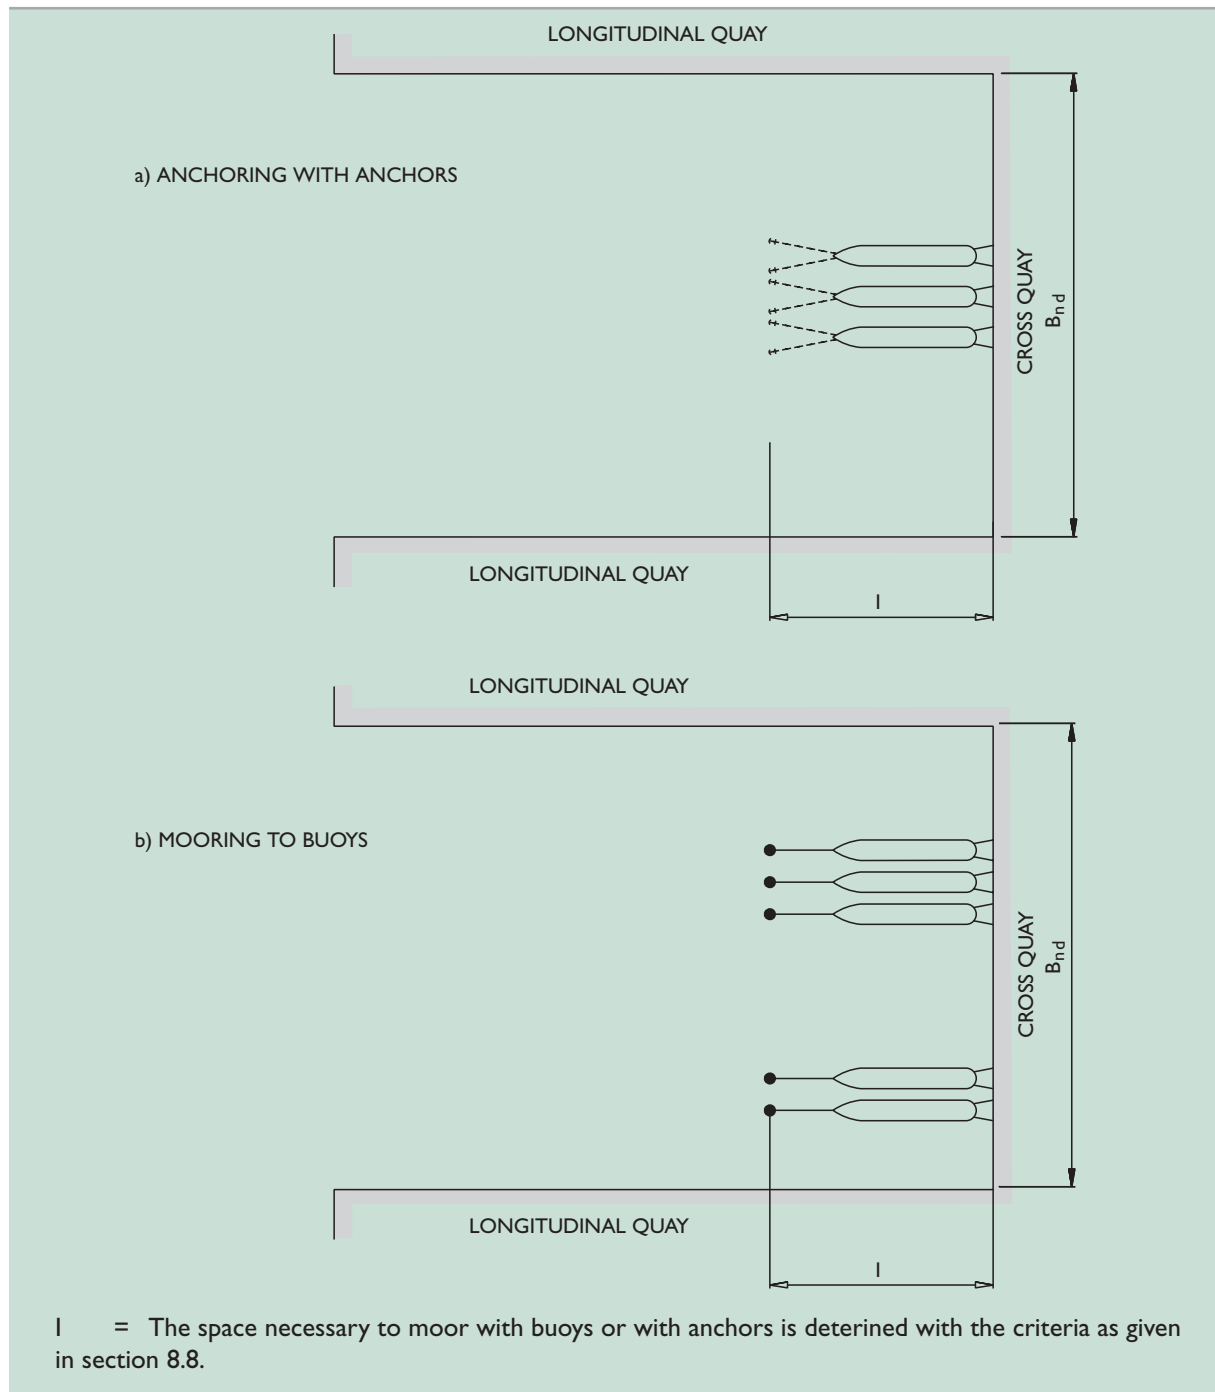 LONGITUDINAL QUAY
a) ANCHORING WITH ANCHORS
CROSS QUAY
Bnd
LONGITUDINAL QUAY
l
LONGITUDINAL QUAY
b) MOORING TO BUOYS
CROSS QUAY
Bnd
LONGITUDINAL QUAY
l
l = The space necessary to moor with buoys or with anchors is deterined with the criteria as given
in section 8.8.